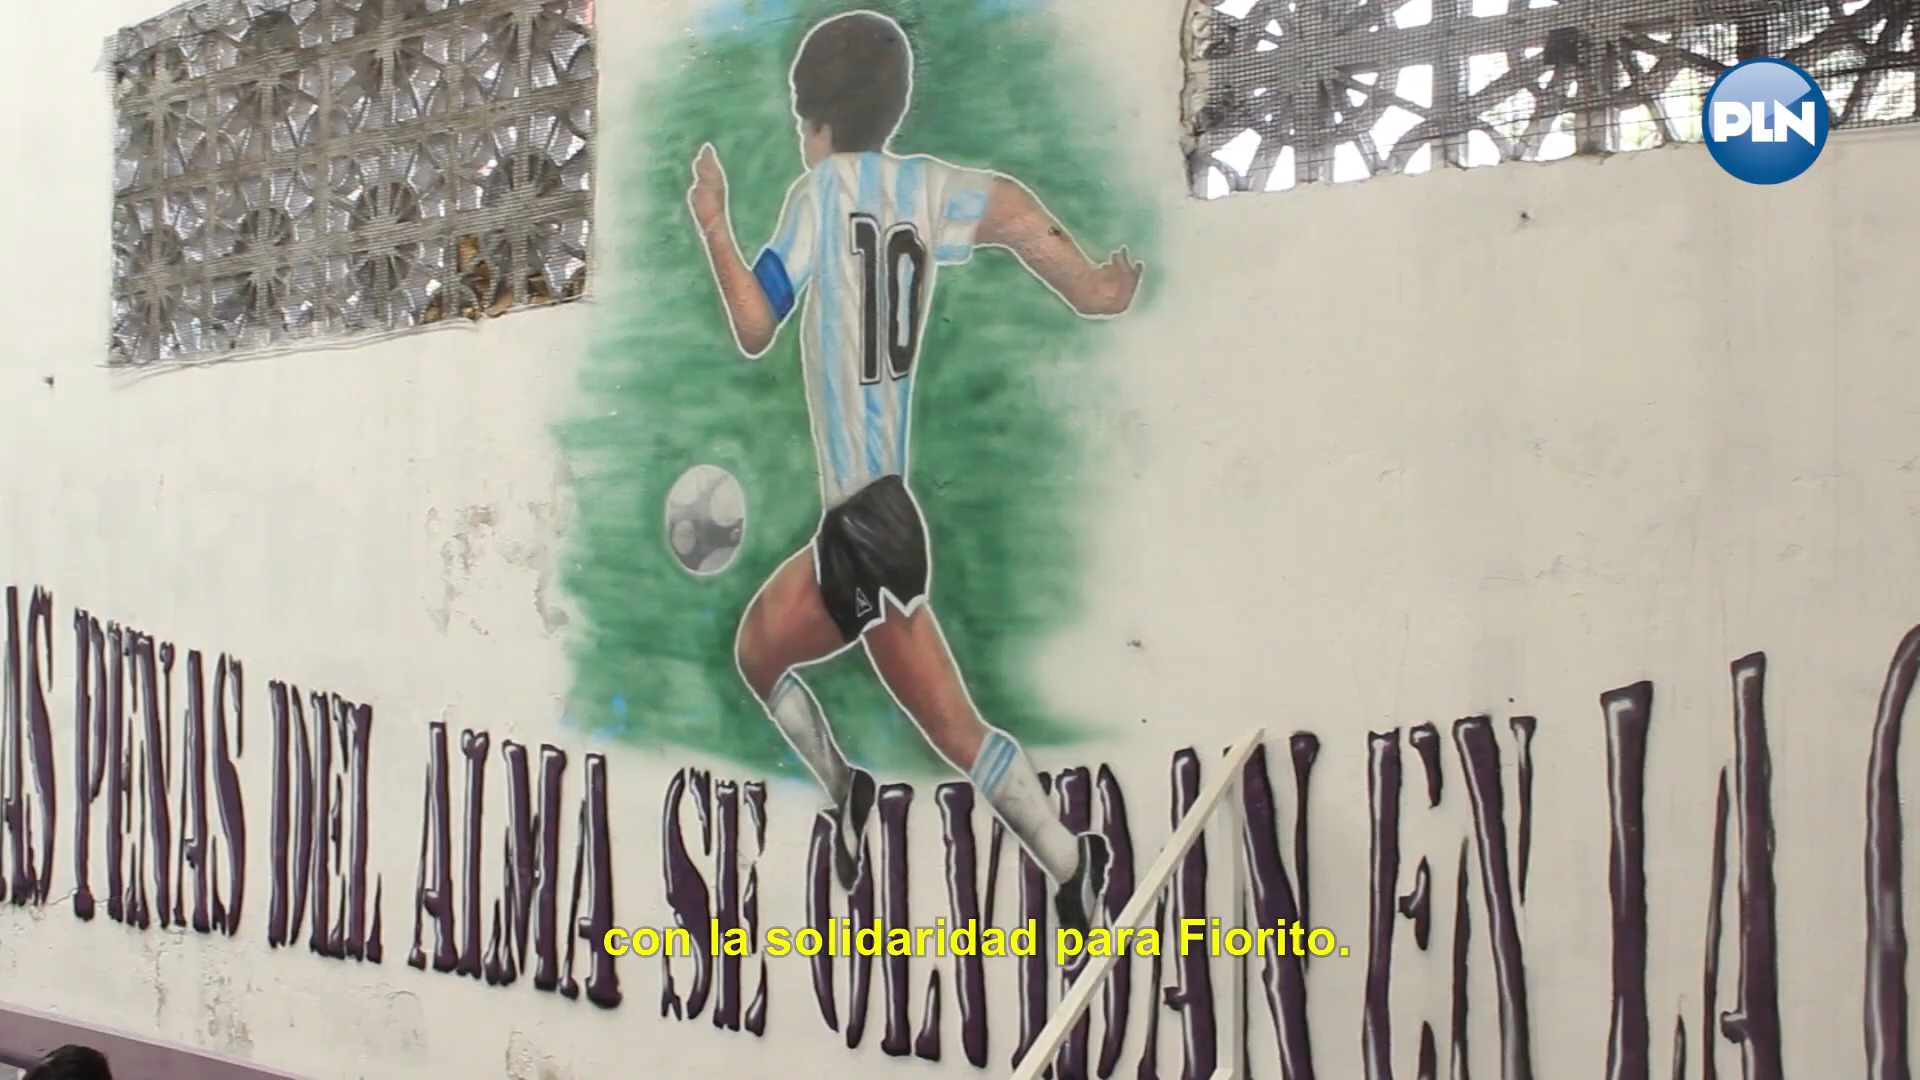 PLN
10
AS PENAS DEL ALMA SE OLVIDAN EN LA C
con la solidaridad para Fiorito.